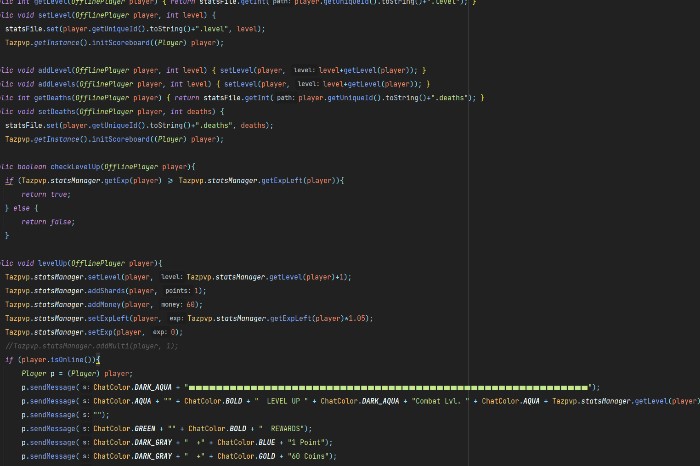 lic int getLevel(OfflinePlayer player) { return statsFile.getInt( path: player.getUniqueId().toString()+".level"); }
lic void setLevel(OfflinePlayer player, int level) {
statsFile.set(player.getUniqueId().toString()+".level", level);
Tazpvp.getInstance().initScoreboard((Player) player);
lic void addLevel(OfflinePlayer player, int level) { setLevel(player, level: level+getLevel(player)); }
lic void addLevels(OfflinePlayer player, int level) { setLevel(player, level: level+getLevel(player)); }
lic int getDeaths(OfflinePlayer player) { return statsFile.getInt( path: player.getUniqueId().toString()+".deaths"); }
lic void setDeaths(OfflinePlayer player, int deaths) {
statsFile.set(player.getUniqueId().toString()+".deaths", deaths);
Tazpvp.getInstance().initScoreboard((Player) player);
lic boolean checkLevelUp(OfflinePlayer player){
if (Tazpvp.statsManager.getExp(player) ≥ Tazpvp.statsManager.getExpLeft(player)){
return true;
} else {
return false;
}
lic void levelUp(OfflinePlayer player){
Tazpvp.statsManager.setLevel(player, level: Tazpvp.statsManager.getLevel(player)+1);
Tazpvp.statsManager.addShards(player, points: 1);
Tazpvp.statsManager.addMoney(player, money: 60);
Tazpvp.statsManager.setExpLeft(player, exp: Tazpvp.statsManager.getExpLeft(player)*1.05);
Tazpvp.statsManager.setExp(player, exp: 0);
//Tazpvp.statsManager.addMulti(player, 1);
if (player.isOnline()){
Player p = (Player) player;
p.sendMessage( s: ChatColor.DARK_AQUA + "▬▬▬▬▬▬▬▬▬▬▬▬▬▬▬▬▬▬▬▬▬▬▬▬▬▬▬▬▬▬▬▬▬▬▬▬▬▬▬▬▬▬▬▬▬▬▬▬");
p.sendMessage( s: ChatColor.AQUA + "" + ChatColor.BOLD + "  LEVEL UP " + ChatColor.DARK_AQUA + "Combat Lvl. " + ChatColor.AQUA + Tazpvp.statsManager.getLevel(player)
p.sendMessage( s: "");
p.sendMessage( s: ChatColor.GREEN + "" + ChatColor.BOLD + "  REWARDS");
p.sendMessage( s: ChatColor.DARK_GRAY + "  +" + ChatColor.BLUE + "1 Point");
p.sendMessage( s: ChatColor.DARK_GRAY + "  +" + ChatColor.GOLD + "60 Coins");